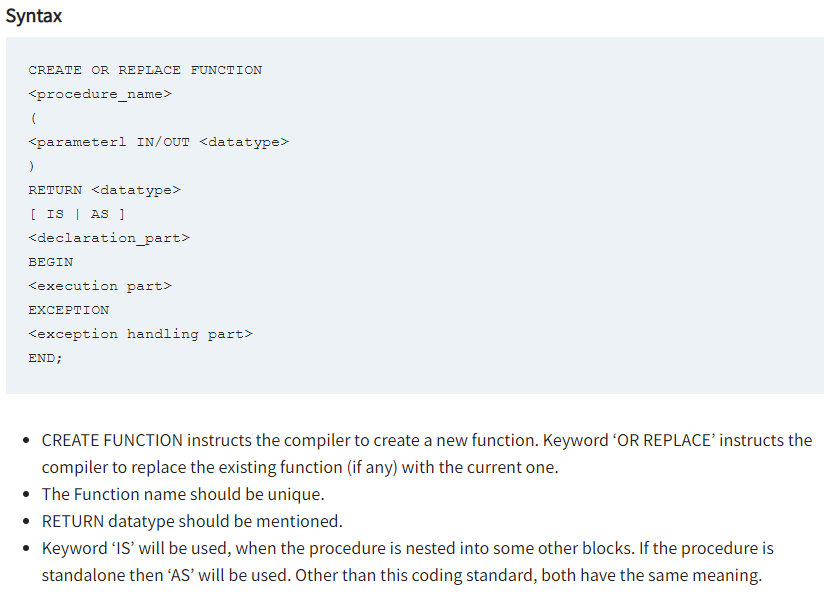 Syntax
CREATE OR REPLACE FUNCTION
<procedure_name>
(
<parameterl IN/OUT <datatype>
)
RETURN <datatype>
[ IS | AS ]
<declaration_part>
BEGIN
<execution part>
EXCEPTION
<exception handling part>
END;
• CREATE FUNCTION instructs the compiler to create a new function. Keyword ‘OR REPLACE’ instructs the
compiler to replace the existing function (if any) with the current one.
• The Function name should be unique.
• RETURN datatype should be mentioned.
• Keyword ‘IS’ will be used, when the procedure is nested into some other blocks. If the procedure is
standalone then ‘AS’ will be used. Other than this coding standard, both have the same meaning.